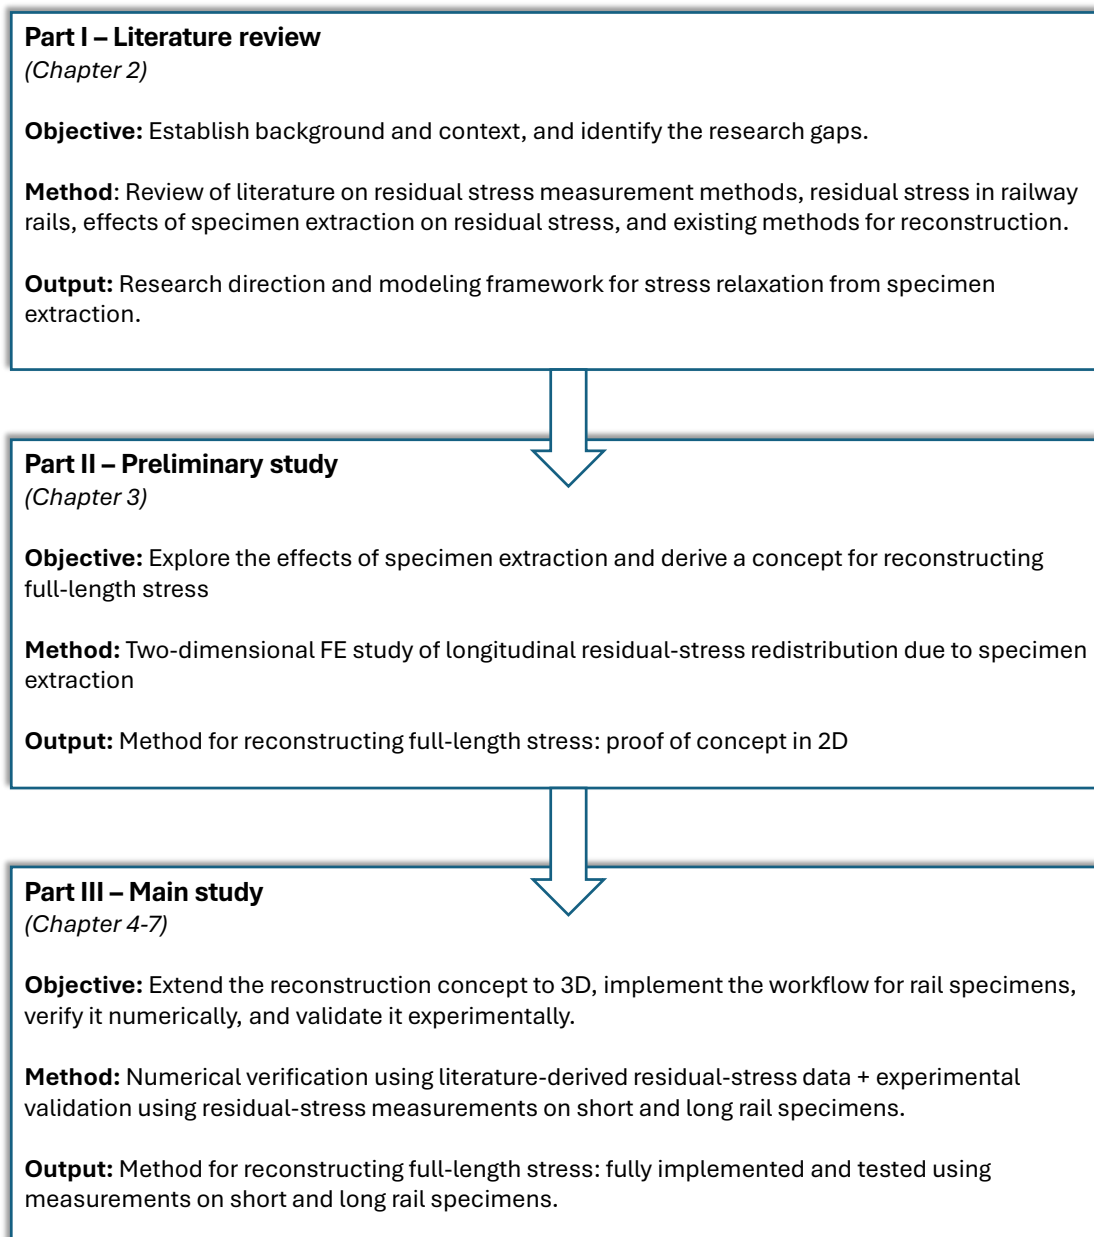 Part I – Literature review
(Chapter 2)
Objective: Establish background and context, and identify the research gaps.
Method: Review of literature on residual stress measurement methods, residual stress in railway
rails, effects of specimen extraction on residual stress, and existing methods for reconstruction.
Output: Research direction and modeling framework for stress relaxation from specimen
extraction.
Part II – Preliminary study
(Chapter 3)
Objective: Explore the effects of specimen extraction and derive a concept for reconstructing
full-length stress
Method: Two-dimensional FE study of longitudinal residual-stress redistribution due to specimen
extraction
Output: Method for reconstructing full-length stress: proof of concept in 2D
Part III – Main study
(Chapter 4-7)
Objective: Extend the reconstruction concept to 3D, implement the workflow for rail specimens,
verify it numerically, and validate it experimentally.
Method: Numerical verification using literature-derived residual-stress data + experimental
validation using residual-stress measurements on short and long rail specimens.
Output: Method for reconstructing full-length stress: fully implemented and tested using
measurements on short and long rail specimens.